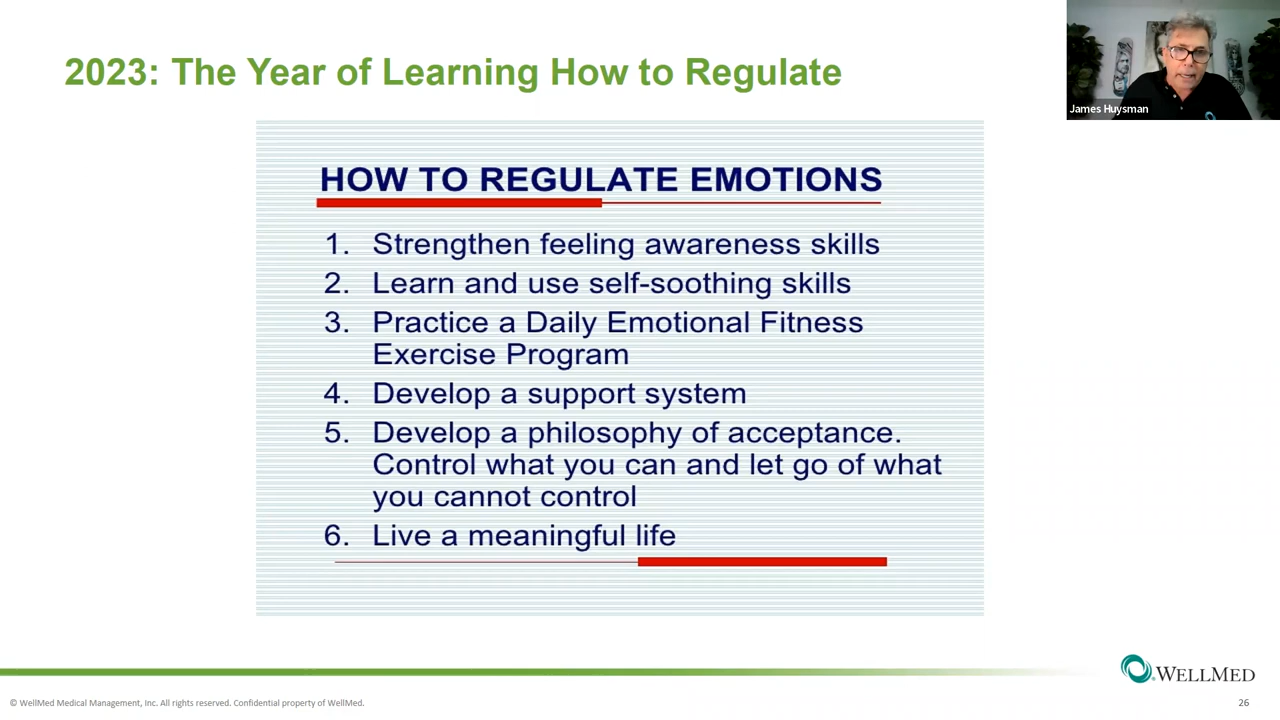 2023: The Year of Learning How to Regulate
James Huysman
HOW TO REGULATE EMOTIONS
1. Strengthen feeling awareness skills
2. Learn and use self-soothing skills
3. Practice a Daily Emotional Fitness
Exercise Program
4. Develop a support system
5. Develop a philosophy of acceptance.
Control what you can and let go of what
you cannot control
6. Live a meaningful life
WELLMED
© WellMed Medical Management, Inc. All rights reserved. Confidential property of WellMed.
26